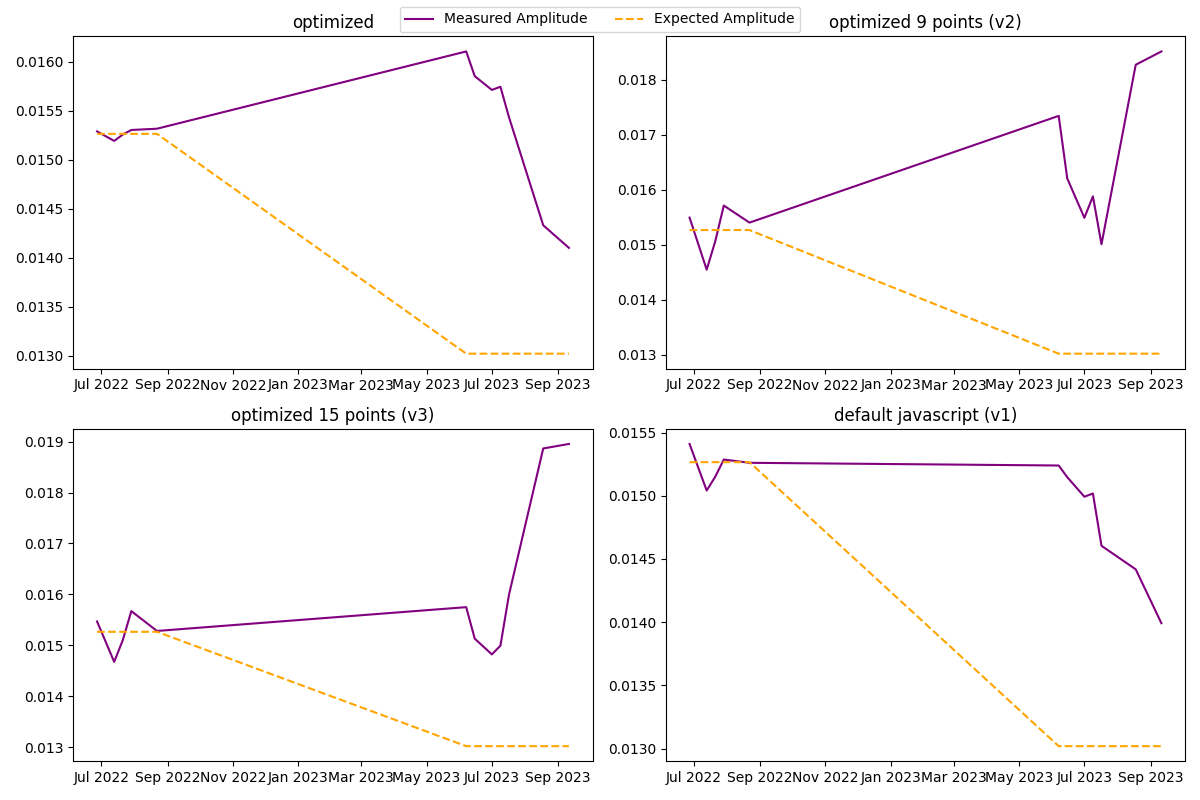 Measured Amplitude Expected Amplitude
optimized
0.0160
0.0155
0.0150
0.0145
0.0140
0.0135
0.0130
Jul 2022 Sep 2022 Nov 2022 Jan 2023 Mar 2023 May 2023 Jul 2023 Sep 2023
optimized 9 points (v2)
0.018
0.017
0.016
0.015
0.014
0.013
Jul 2022 Sep 2022 Nov 2022 Jan 2023 Mar 2023 May 2023 Jul 2023 Sep 2023
optimized 15 points (v3)
0.019
0.018
0.017
0.016
0.015
0.014
0.013
Jul 2022 Sep 2022 Nov 2022 Jan 2023 Mar 2023 May 2023 Jul 2023 Sep 2023
default javascript (v1)
0.0155
0.0150
0.0145
0.0140
0.0135
0.0130
Jul 2022 Sep 2022 Nov 2022 Jan 2023 Mar 2023 May 2023 Jul 2023 Sep 2023